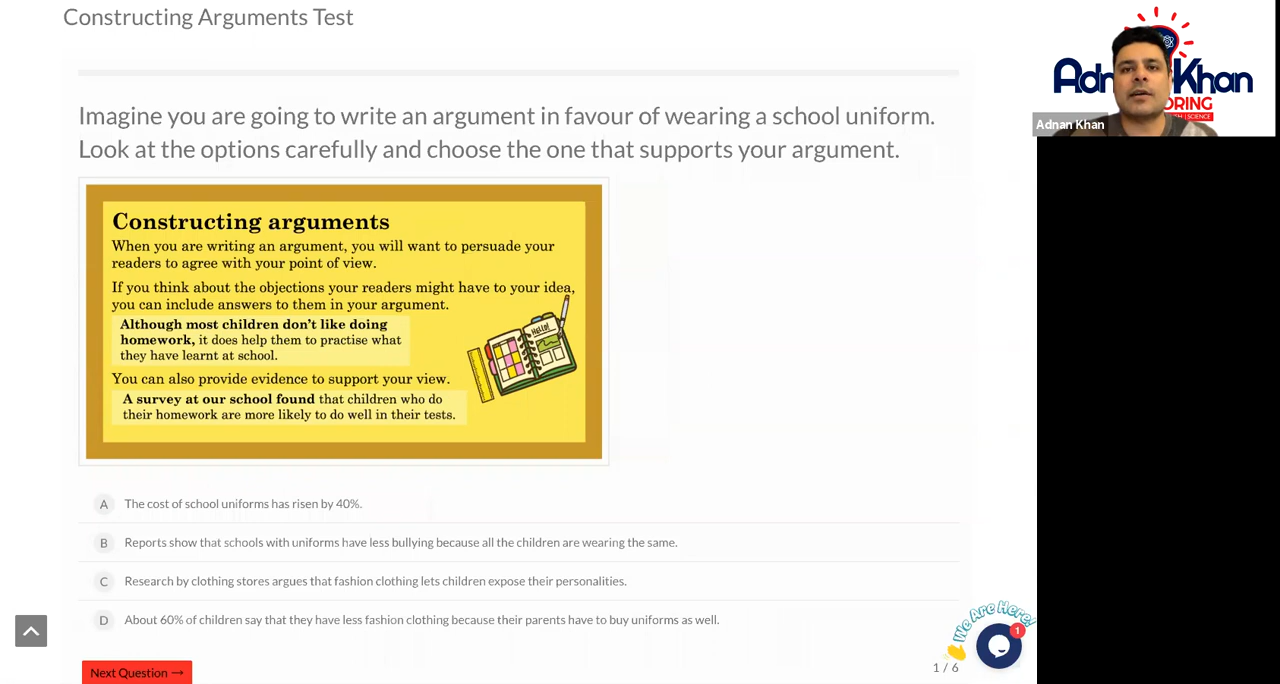 Constructing Arguments Test
Imagine you are going to write an argument in favour of wearing a school uniform.
Look at the options carefully and choose the one that supports your argument.
Constructing arguments
When you are writing an argument, you will want to persuade your
readers to agree with your point of view.
If you think about the objections your readers might have to your idea,
you can include answers to them in your argument.
Although most children don't like doing
homework, it does help them to practise what
they have learnt at school.
Hello!
You can also provide evidence to support your view.
A survey at our school found that children who do
their homework are more likely to do well in their tests.
A The cost of school uniforms has risen by 40%.
B Reports show that schools with uniforms have less bullying because all the children are wearing the same.
C Research by clothing stores argues that fashion clothing lets children expose their personalities.
D About 60% of children say that they have less fashion clothing because their parents have to buy uniforms as well.
Next Question →
1 / 6
We Are Here!
1
Khan
Adnan Khan
SCIENCE